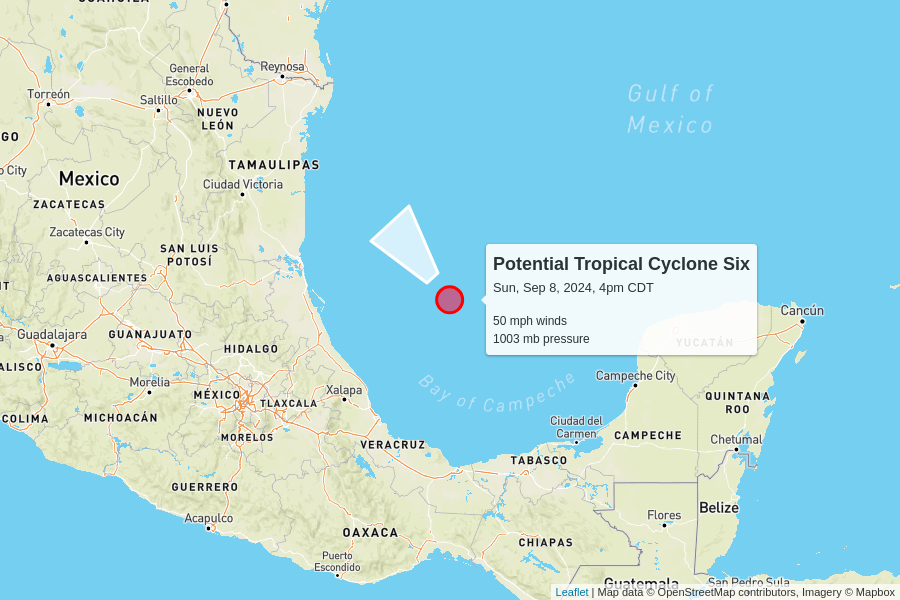 COAHUILA
Reynosa
General
Escobedo
Torreón
Saltillo
NUEVO
LEÓN
Gulf of
Mexico
GO
TAMAULIPAS
o City
Mexico
Ciudad Victoria
ZACATECAS
Zacatecas City
SAN LUIS
POTOSÍ
AGUASCALIENTES
IT
Potential Tropical Cyclone Six
Sun, Sep 8, 2024, 4pm CDT
50 mph winds
1003 mb pressure
Cancún
Guadalajara
GUANAJUATO
YUCATÁN
HIDALGO
ALISCO
Morelia
Xalapa
Bay of Campeche
Campeche City
MÉXICO
TLAXCALA
QUINTANA
ROO
COLIMA
MICHOACÁN
MORELOS
VERACRUZ
Ciudad del
Carmen
CAMPECHE
Chetumal
TABASCO
GUERRERO
Belize
Acapulco
Flores
OAXACA
CHIAPAS
Puerto
Escondido
Guatemala
San Pedro Sula
Leaflet | Map data © OpenStreetMap contributors, Imagery © Mapbox